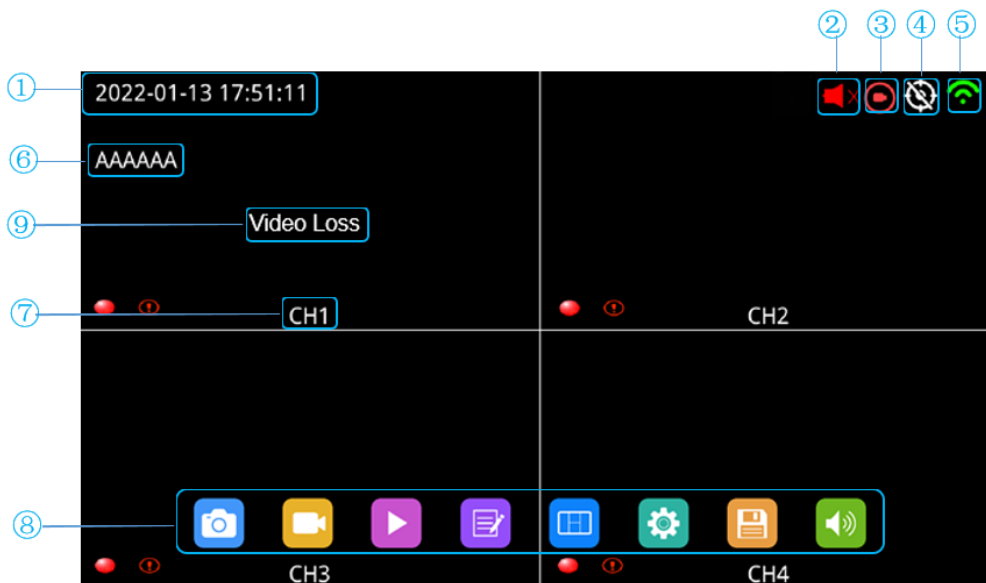 ② ③ ④ ⑤
① 2022-01-13 17:51:11
⑥ AAAAAA
⑨ Video Loss
⑦ CH1 CH2
⑧
CH3 CH4